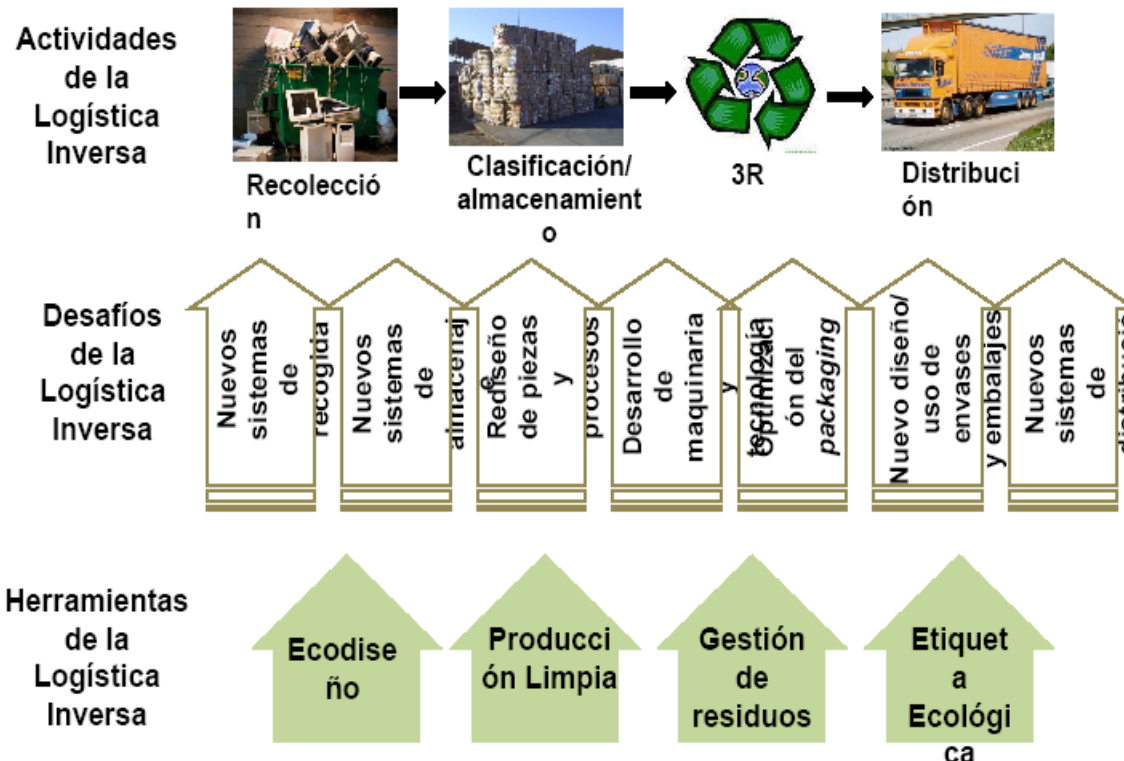 Actividades
de la
Logística
Inversa
Recolecció
n
Clasificación/
almacenamient
o
3R
Distribuci
ón
Desafíos
de la
Logística
Inversa
Nuevos
sistemas
de
recogida
Nuevos
sistemas
de
almacenaj
e
Rediseño
de piezas
y
procesos
Desarrollo
de
maquinaria
y
tecnología
Optimizaci
ón del
packaging
Nuevo diseño/
uso de
envases
y embalajes
Nuevos
sistemas
de
distribució
Herramientas
de la
Logística
Inversa
Ecodise
ño
Producci
ón Limpia
Gestión
de
residuos
Etiquet
a
Ecológi
ca